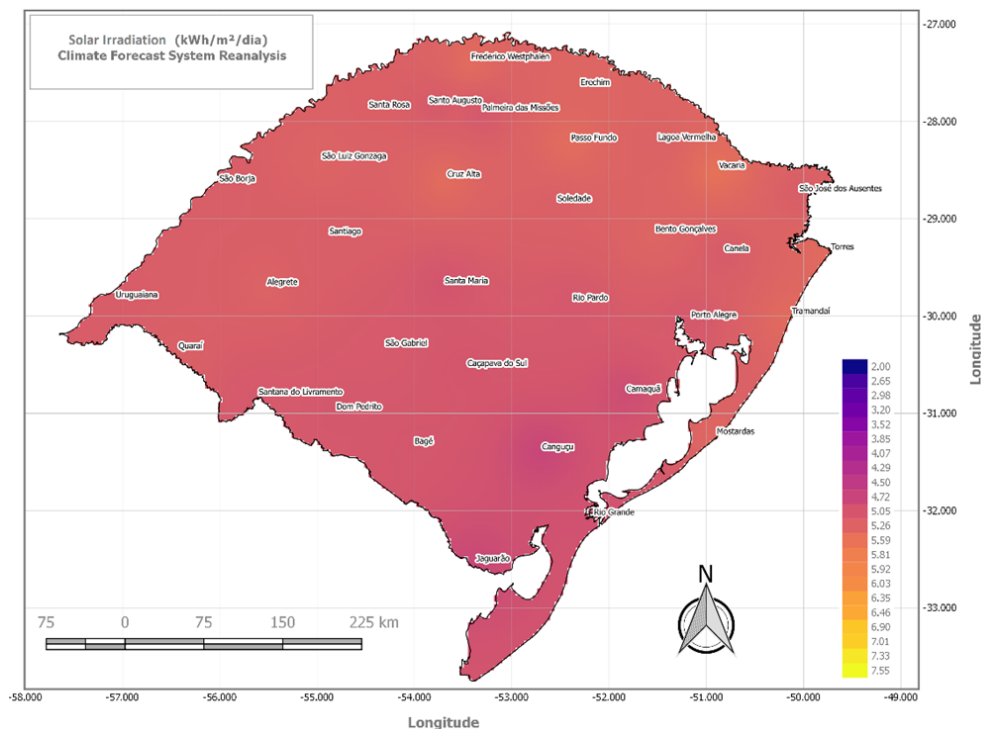 Solar Irradiation (kWh/m²/dia)
Climate Forecast System Reanalysis
-27.000
Frederico Westphalen
Erochim
Santa Rosa
Santo Augusto
Palmeira das Missões
-28.000
Passo Fundo
Lagoa Vermelha
São Luiz Gonzaga
Vacaria
São Borja
Cruz Alta
São José dos Ausentes
Soledade
-29.000
Santiago
Bento Gonçalves
Canela
Torres
Alegrete
Santa Maria
Uruguaiana
Rio Pardo
Tramandaí
Porto Alegre
-30.000
Quaraí
São Gabriel
Caçapava do Sul
Longitude
Santana do Livramento
Camaquã
Dom Pedrito
-31.000
Mostardas
Bagé
Canguçu
-32.000
Rio Grande
Jaguarão
-33.000
2.00
2.65
2.98
3.20
3.52
3.85
4.07
4.29
4.50
4.72
5.05
5.26
5.59
5.81
5.92
6.03
6.35
6.46
6.90
7.01
7.33
7.55
N
75 0 75 150 225 km
-58.000 -57.000 -56.000 -55.000 -54.000 -53.000 -52.000 -51.000 -50.000 -49.000
Longitude